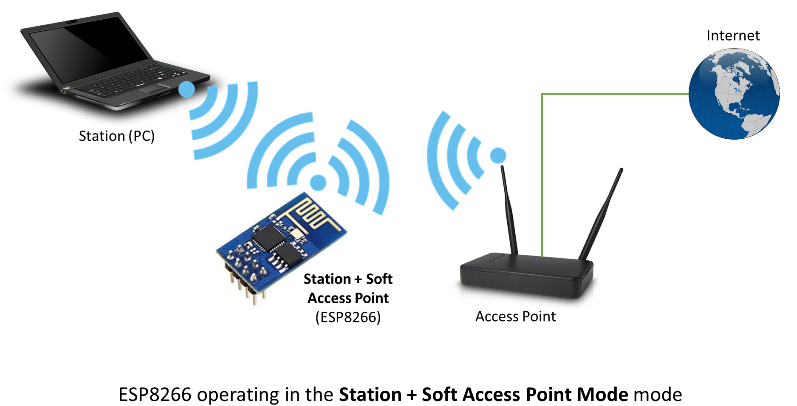 Internet
Station (PC)
Station + Soft
Access Point
(ESP8266)
Access Point
ESP8266 operating in the Station + Soft Access Point Mode mode